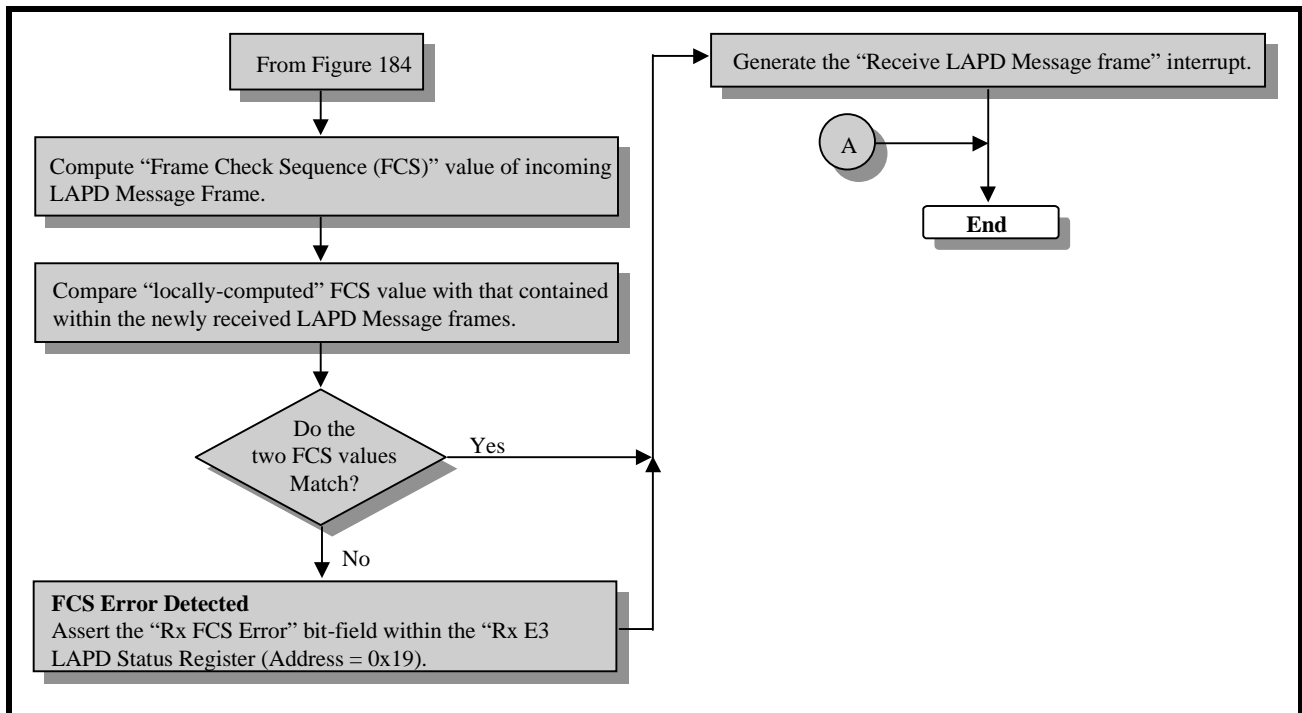 From Figure 184
Compute “Frame Check Sequence (FCS)” value of incoming
LAPD Message Frame.
Compare “locally-computed” FCS value with that contained
within the newly received LAPD Message frames.
Do the
two FCS values
Match?
Yes
No
FCS Error Detected
Assert the “Rx FCS Error” bit-field within the “Rx E3
LAPD Status Register (Address = 0x19).
Generate the “Receive LAPD Message frame” interrupt.
A
End